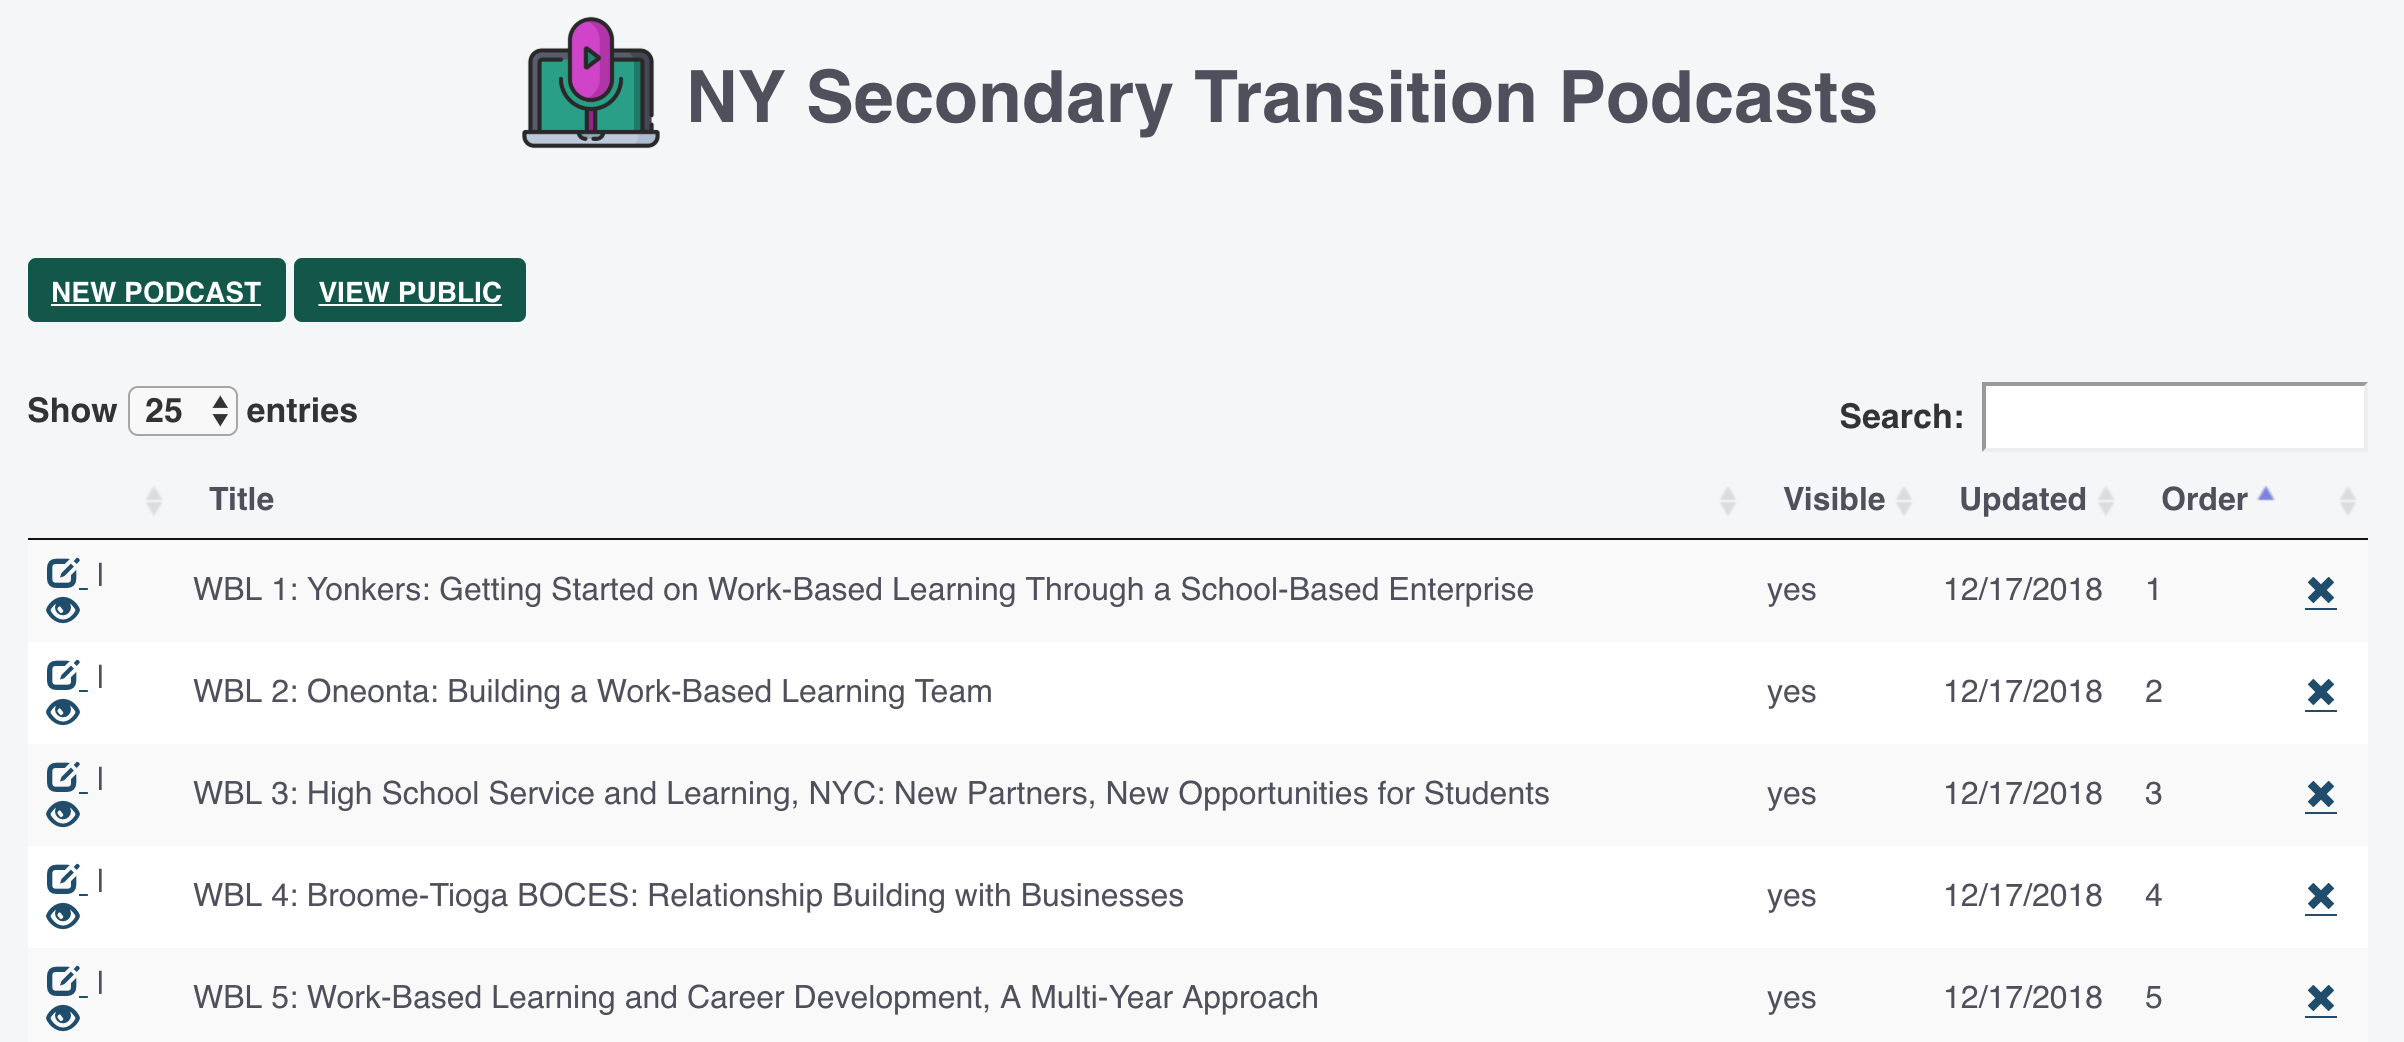 NY Secondary Transition Podcasts
NEW PODCAST VIEW PUBLIC
Show 25 entries Search:
Title Visible Updated Order
WBL 1: Yonkers: Getting Started on Work-Based Learning Through a School-Based Enterprise yes 12/17/2018 1
WBL 2: Oneonta: Building a Work-Based Learning Team yes 12/17/2018 2
WBL 3: High School Service and Learning, NYC: New Partners, New Opportunities for Students yes 12/17/2018 3
WBL 4: Broome-Tioga BOCES: Relationship Building with Businesses yes 12/17/2018 4
WBL 5: Work-Based Learning and Career Development, A Multi-Year Approach yes 12/17/2018 5